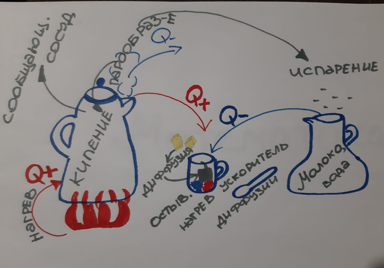 СООБЩАЮЩ.
СОСУД
ПАРООБРАЗ-Е
Q-
ИСПАРЕНИЕ
КИПЕНИЕ
Q+
Q-
ДИФФУЗИЯ
Q+
НАГРЕВ
ОСТЫВ.
НАГРЕВ
УСКОРИТЕЛЬ
ДИФФУЗИИ
МОЛОКО,
ВОДА